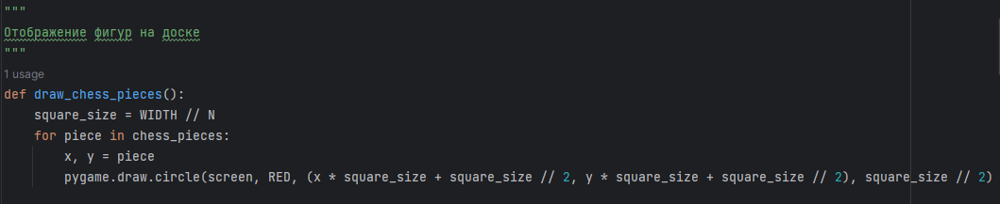 """
Отображение фигур на доске
"""
1 usage
def draw_chess_pieces():
    square_size = WIDTH // N
    for piece in chess_pieces:
        x, y = piece
        pygame.draw.circle(screen, RED, (x * square_size + square_size // 2, y * square_size + square_size // 2), square_size // 2)